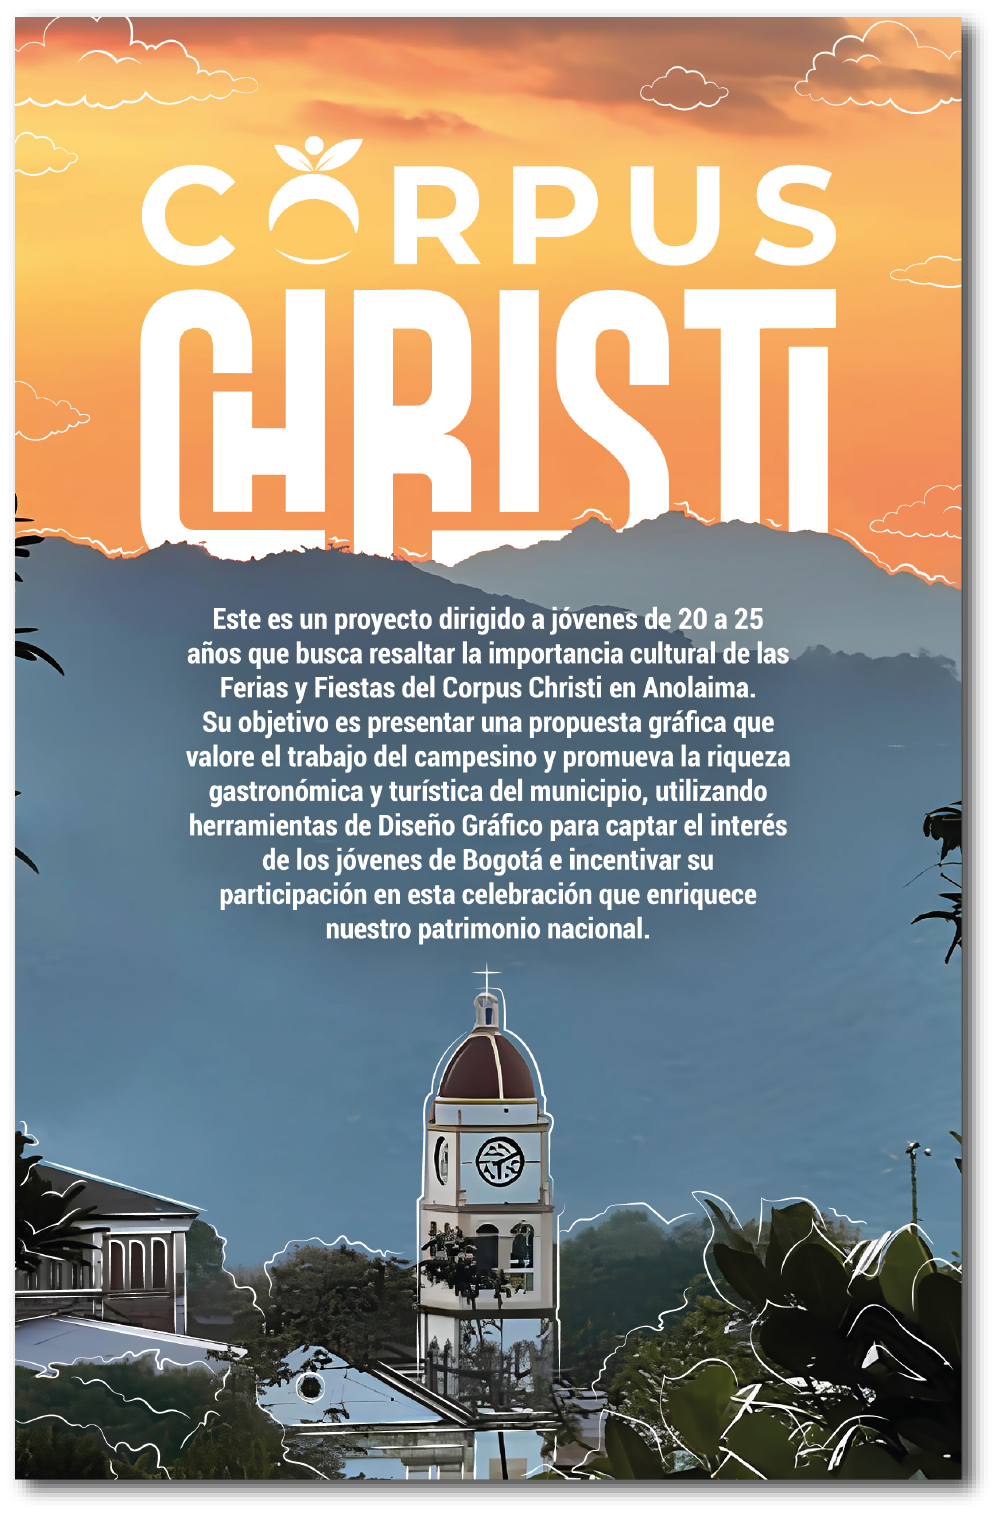 CORPUS
CHRISTI
Este es un proyecto dirigido a jóvenes de 20 a 25
años que busca resaltar la importancia cultural de las
Ferias y Fiestas del Corpus Christi en Anolaima.
Su objetivo es presentar una propuesta gráfica que
valore el trabajo del campesino y promueva la riqueza
gastronómica y turística del municipio, utilizando
herramientas de Diseño Gráfico para captar el interés
de los jóvenes de Bogotá e incentivar su
participación en esta celebración que enriquece
nuestro patrimonio nacional.